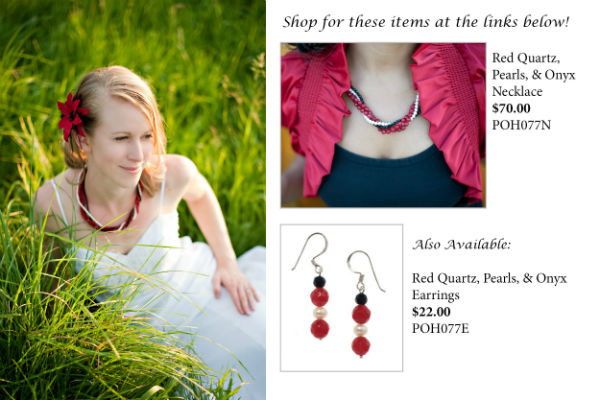 Shop for these items at the links below!
Red Quartz,
Pearls, & Onyx
Necklace
$70.00
POH077N
Also Available:
Red Quartz, Pearls, & Onyx
Earrings
$22.00
POH077E